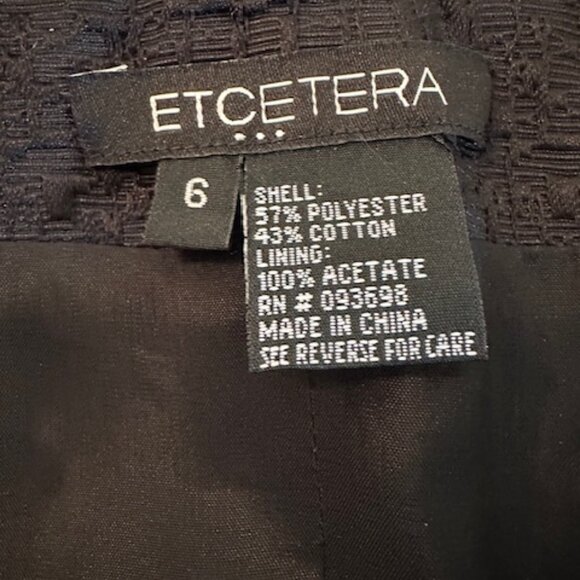 ETCETERA
...
6
SHELL:
57% POLYESTER
43% COTTON
LINING:
100% ACETATE
RN # 093698
MADE IN CHINA
SEE REVERSE FOR CARE